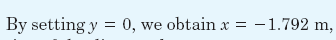 By setting y = 0, we obtain x = −1.792 m,